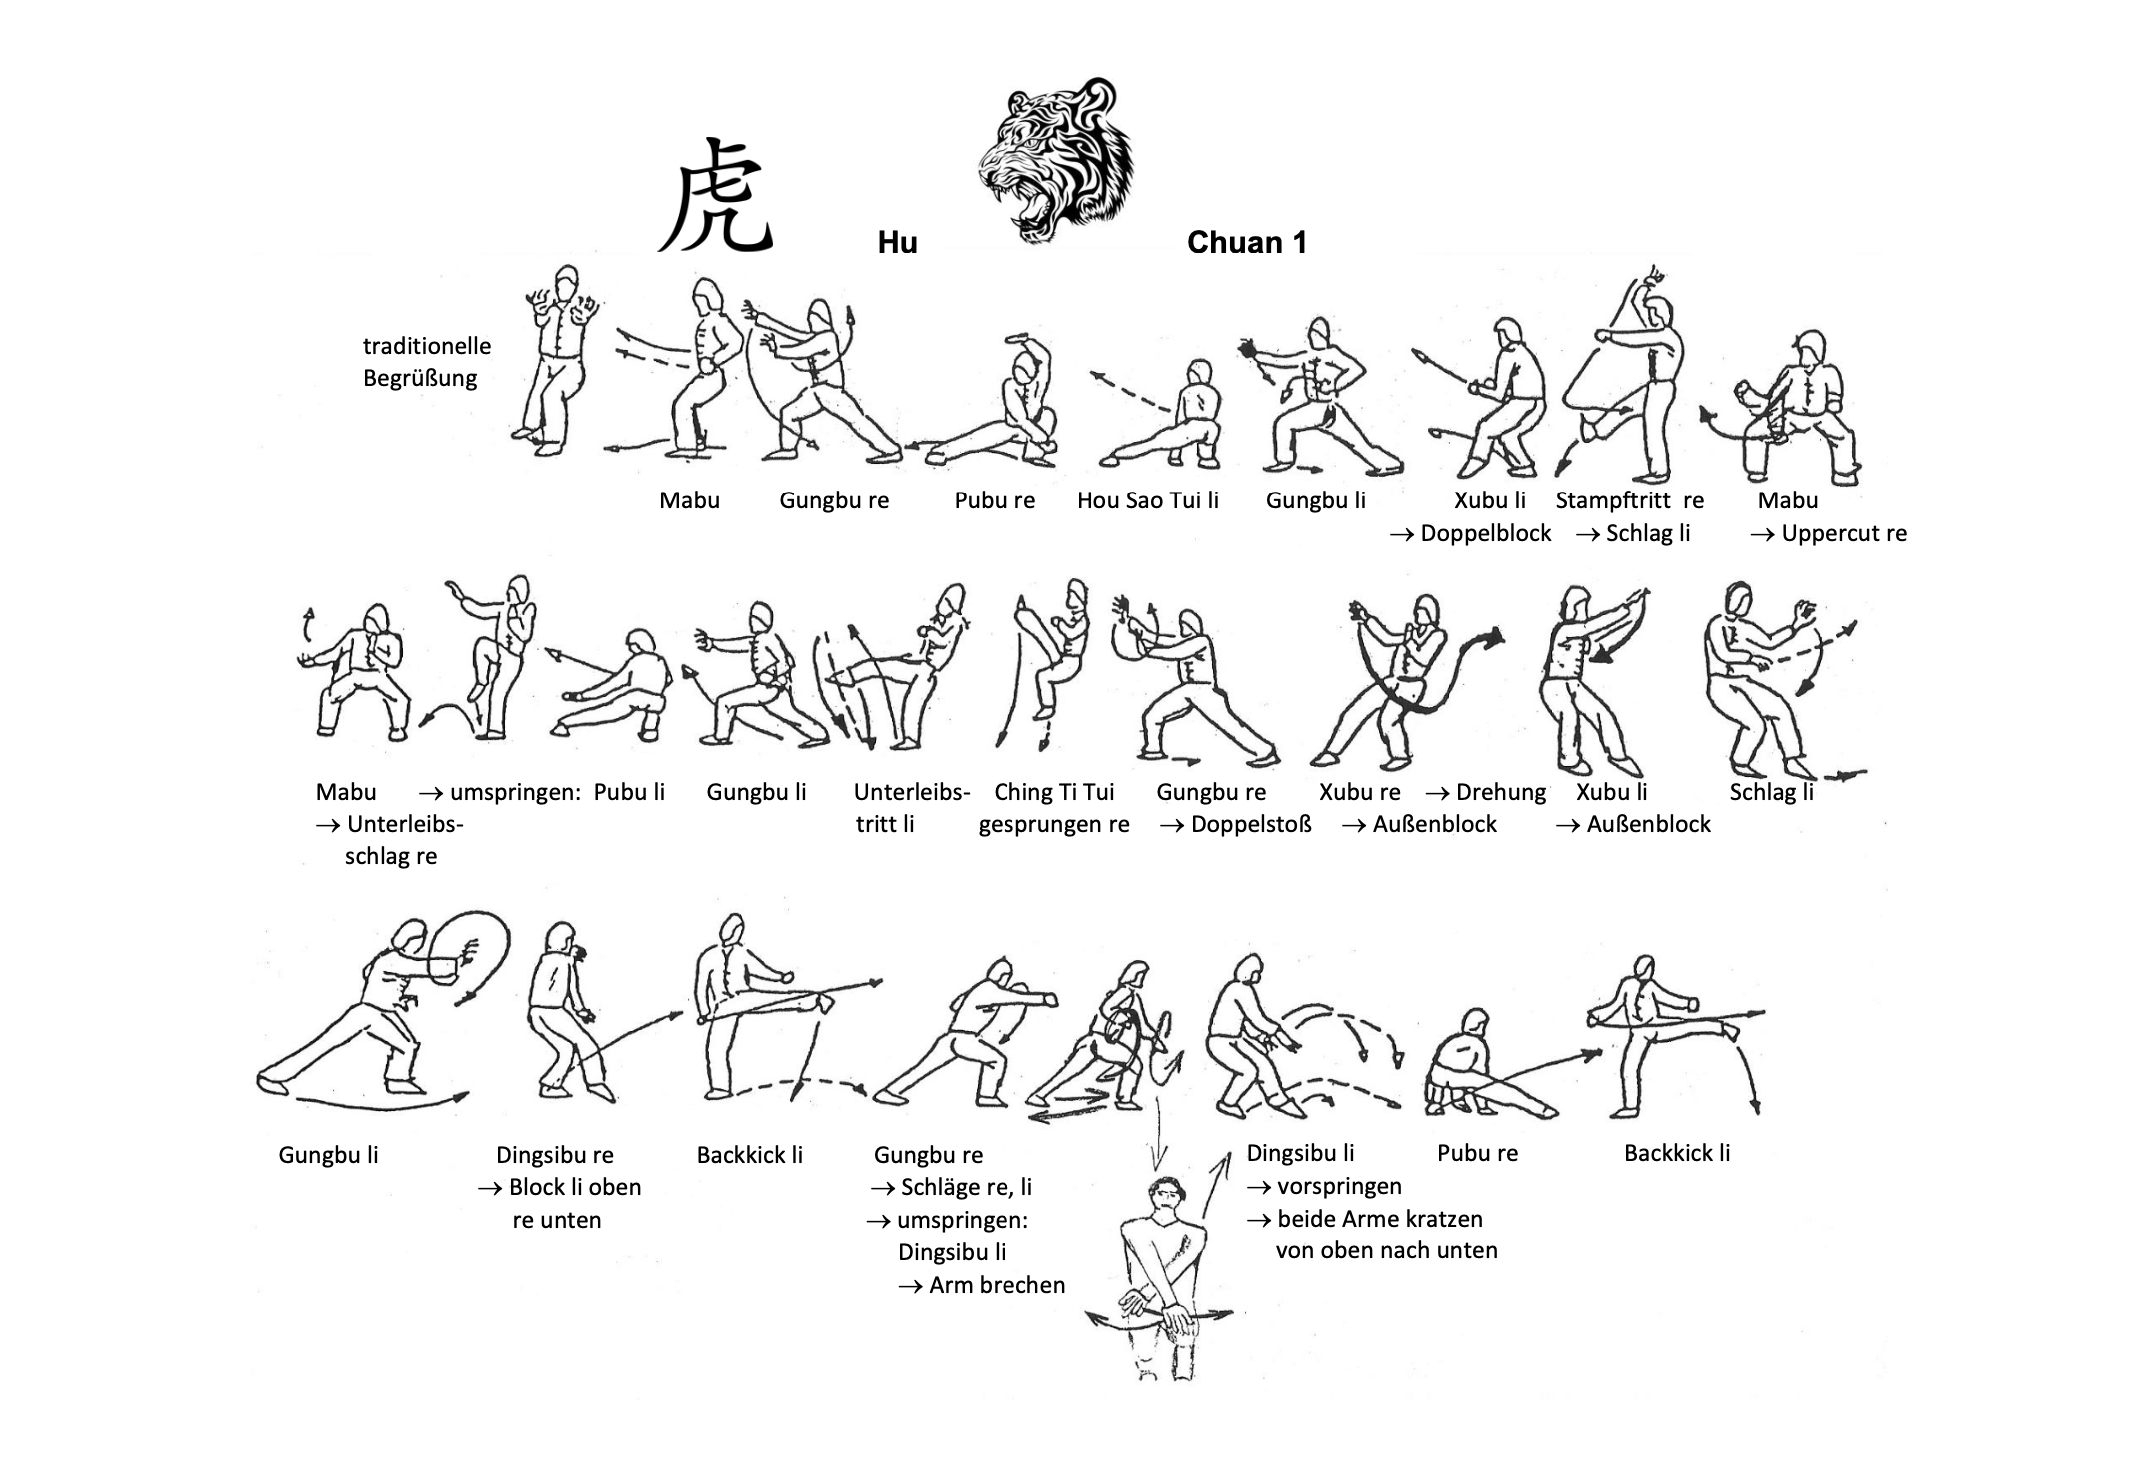 虎
Hu Chuan 1
traditionelle
Begrüßung
Mabu Gungbu re Pubu re Hou Sao Tui li Gungbu li Xubu li Stampftritt re Mabu
→ Doppelblock → Schlag li → Uppercut re
Mabu → umspringen: Pubu li Gungbu li Unterleibs- Ching Ti Tui Gungbu re Xubu re → Drehung Xubu li Schlag li
→ Unterleibs- tritt li gesprungen re → Doppelstoß → Außenblock → Außenblock
schlag re
Gungbu li Dingsibu re Backkick li Gungbu re Dingsibu li Pubu re Backkick li
→ Block li oben → Schläge re, li → vorspringen
re unten → umspringen: → beide Arme kratzen
Dingsibu li von oben nach unten
→ Arm brechen